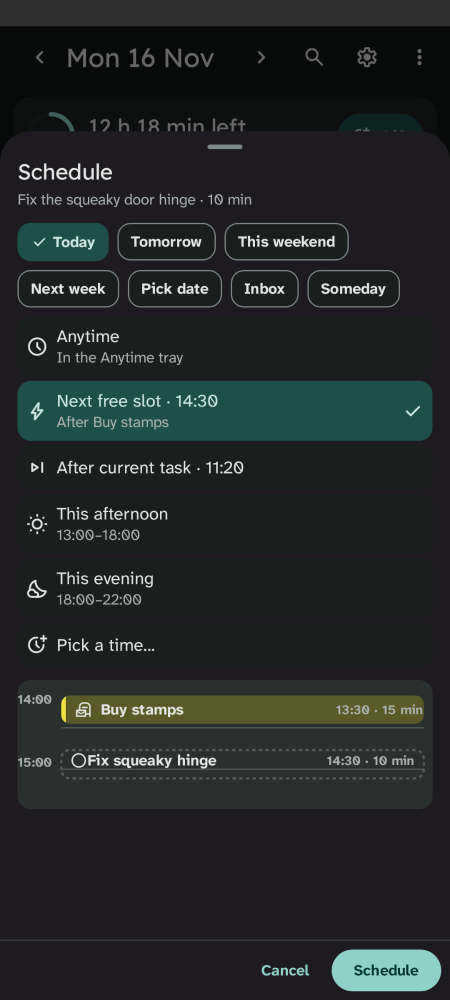 Mon 16 Nov
12 h 18 min left
Schedule
Fix the squeaky door hinge · 10 min
Today
Tomorrow
This weekend
Next week
Pick date
Inbox
Someday
Anytime
In the Anytime tray
Next free slot · 14:30
After Buy stamps
After current task · 11:20
This afternoon
13:00–18:00
This evening
18:00–22:00
Pick a time...
14:00
Buy stamps
13:30 · 15 min
15:00
Fix squeaky hinge
14:30 · 10 min
Cancel
Schedule